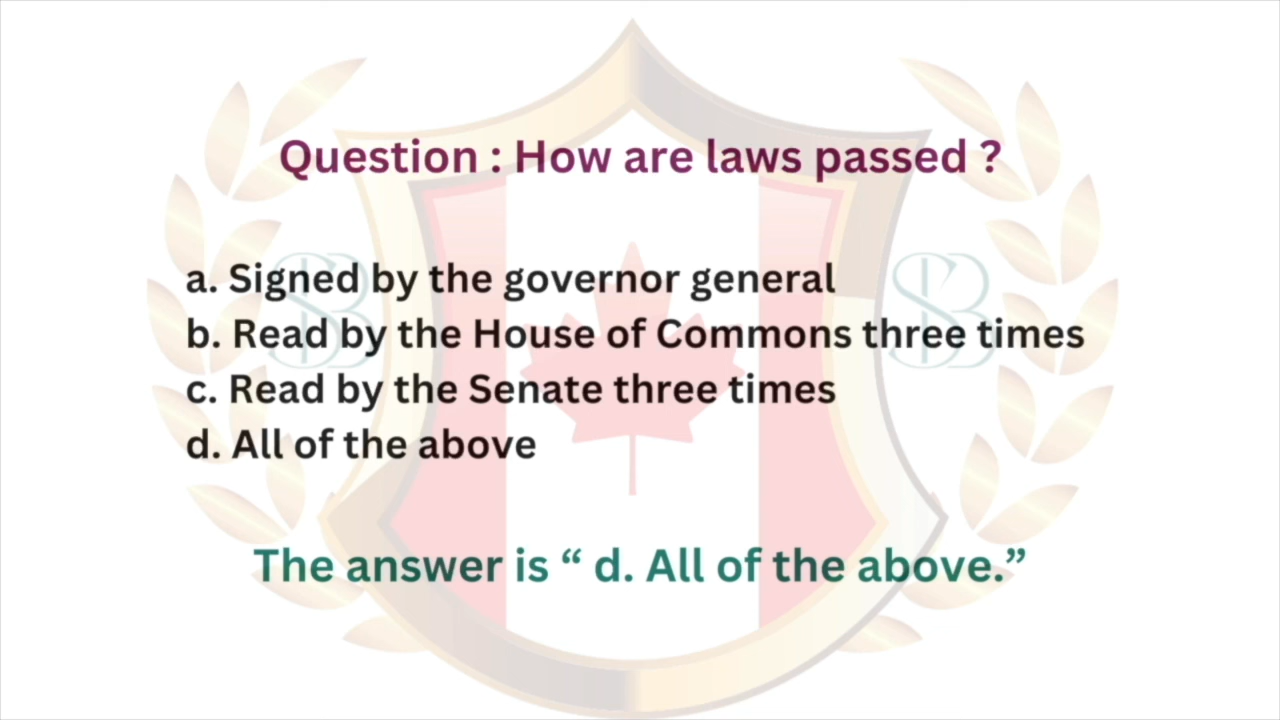 Question : How are laws passed ?
a. Signed by the governor general
b. Read by the House of Commons three times
c. Read by the Senate three times
d. All of the above
The answer is “ d. All of the above.”